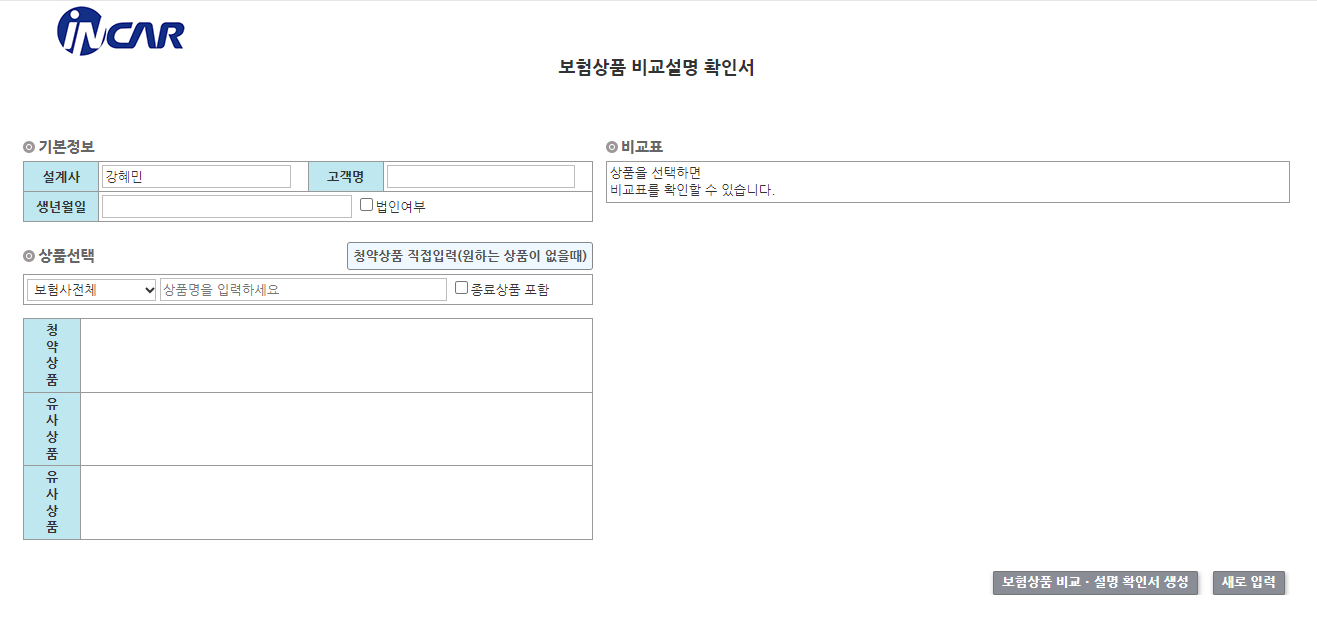 iNCAR
보험상품 비교설명 확인서
기본정보
설계사 강혜민 고객명
생년월일 법인여부
상품선택 청약상품 직접입력(원하는 상품이 없을때)
보험사전체 상품명을 입력하세요 종료상품 포함
청
약
상
품
유
사
상
품
유
사
상
품
비교표
상품을 선택하면
비교표를 확인할 수 있습니다.
보험상품 비교 · 설명 확인서 생성 새로 입력